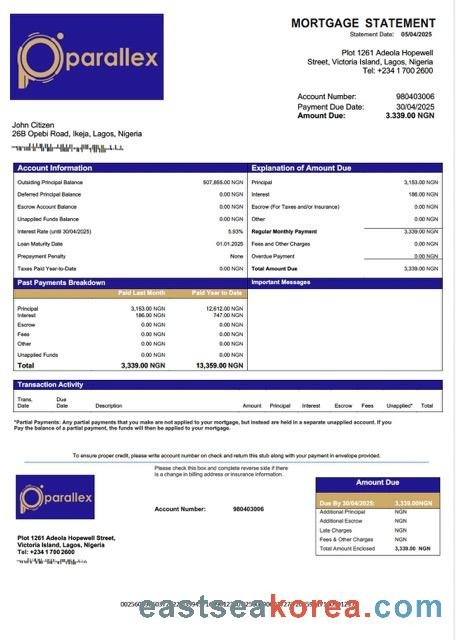 parallex
MORTGAGE STATEMENT
Statement Date: 05/04/2025
Plot 1261 Adeola Hopewell
Street, Victoria Island, Lagos, Nigeria
Tel: +234 1 700 2600
Account Number: 980403006
Payment Due Date: 30/04/2025
Amount Due: 3.339.00 NGN
John Citizen
26B Opebi Road, Ikeja, Lagos, Nigeria
Account Information
Outsiding Principal Balance 507,655.00 NGN
Deferred Principal Balance 0.00 NGN
Escrow Account Balance 0.00 NGN
Unapplied Funds Balance 0.00 NGN
Interest Rate (until 30/04/2025) 5.93%
Loan Maturity Date 01.01.2025
Prepayment Penalty None
Taxes Paid Year-to-Date 0.00 NGN
Explanation of Amount Due
Principal 3,153.00 NGN
Interest 186.00 NGN
Escrow (For Taxes and/or Insurance) 0.00 NGN
Other 0.00 NGN
Regular Monthly Payment 3,339.00 NGN
Fees and Other Charges 0.00 NGN
Overdue Payment 0.00 NGN
Total Amount Due 3,339.00 NGN
Past Payments Breakdown
Paid Last Month Paid Year to Date
Principal 3,153.00 NGN 12,612.00 NGN
Interest 186.00 NGN 747.00 NGN
Escrow 0.00 NGN 0.00 NGN
Fees 0.00 NGN 0.00 NGN
Other 0.00 NGN 0.00 NGN
Unapplied Funds 0.00 NGN 0.00 NGN
Total 3,339.00 NGN 13,359.00 NGN
Important Messages
Transaction Activity
Trans. Date Due Date Description Amount Principal Interest Escrow Fees Unapplied* Total
*Partial Payments: Any partial payments that you make are not applied to your mortgage, but instead are held in a separate unapplied account. If you
Pay the balance of a partial payment, the funds will then be applied to your mortgage.
To ensure proper credit, please write account number on check and return this stub along with your payment in envelope provided.
Please check this box and complete reverse side if there
is a change in billing address or insurance information.
parallex
Account Number: 980403006
Plot 1261 Adeola Hopewell Street,
Victoria Island, Lagos, Nigeria
Tel: +234 1 700 2600
Amount Due
Due By 30/04/2025: 3,339.00NGN
Additional Principal NGN
Additional Escrow NGN
Late Charges NGN
Fees & Other Charges NGN
Total Amount Enclosed 3,339.00 NGN
eastseakorea.com